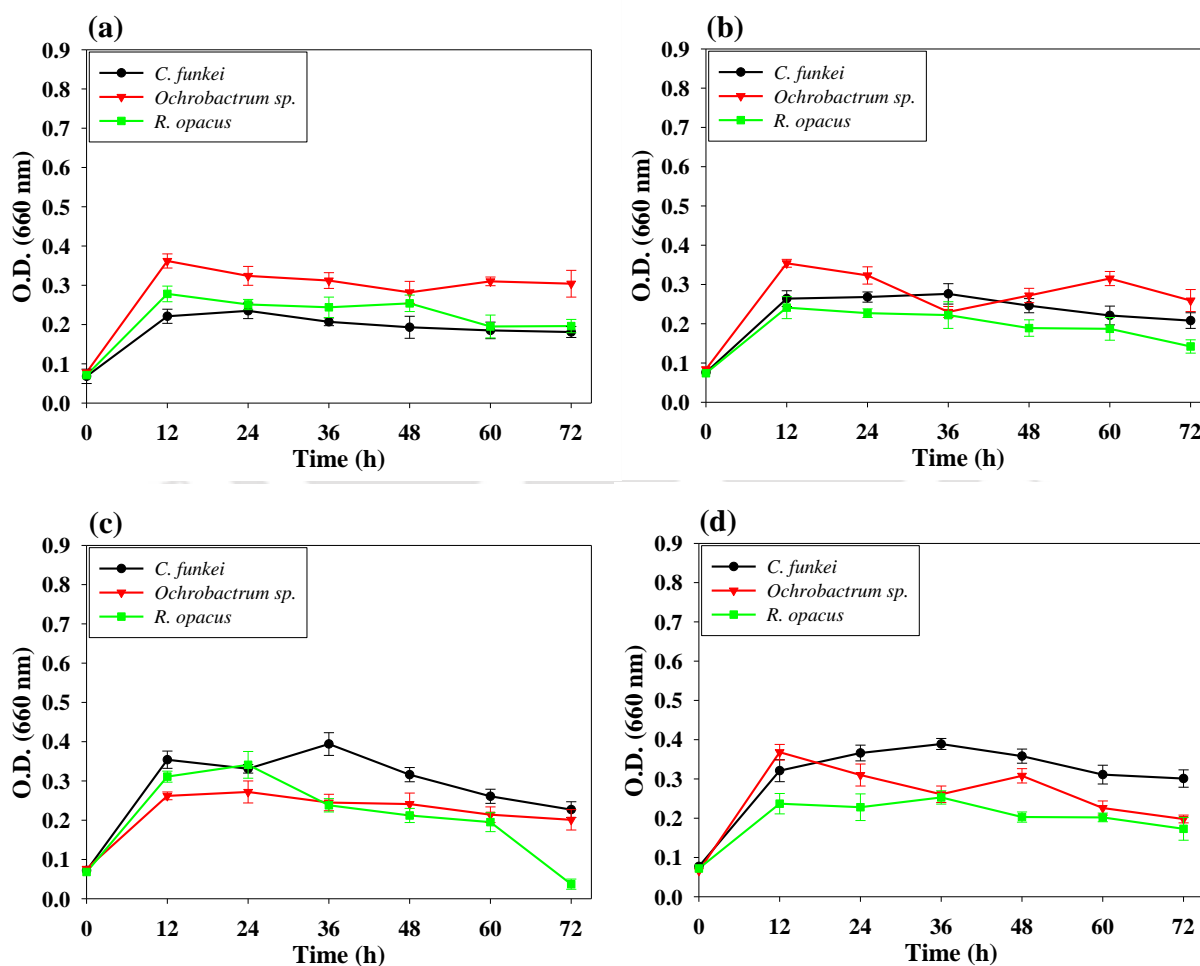 (a)
0.9
0.8
0.7
0.6
0.5
0.4
0.3
0.2
0.1
0.0
O.D. (660 nm)
C. funkei
Ochrobactrum sp.
R. opacus
0 12 24 36 48 60 72
Time (h)
(b)
0.9
0.8
0.7
0.6
0.5
0.4
0.3
0.2
0.1
0.0
O.D. (660 nm)
C. funkei
Ochrobactrum sp.
R. opacus
0 12 24 36 48 60 72
Time (h)
(c)
0.9
0.8
0.7
0.6
0.5
0.4
0.3
0.2
0.1
0.0
O.D. (660 nm)
C. funkei
Ochrobactrum sp.
R. opacus
0 12 24 36 48 60 72
Time (h)
(d)
0.9
0.8
0.7
0.6
0.5
0.4
0.3
0.2
0.1
0.0
O.D. (660 nm)
C. funkei
Ochrobactrum sp.
R. opacus
0 12 24 36 48 60 72
Time (h)